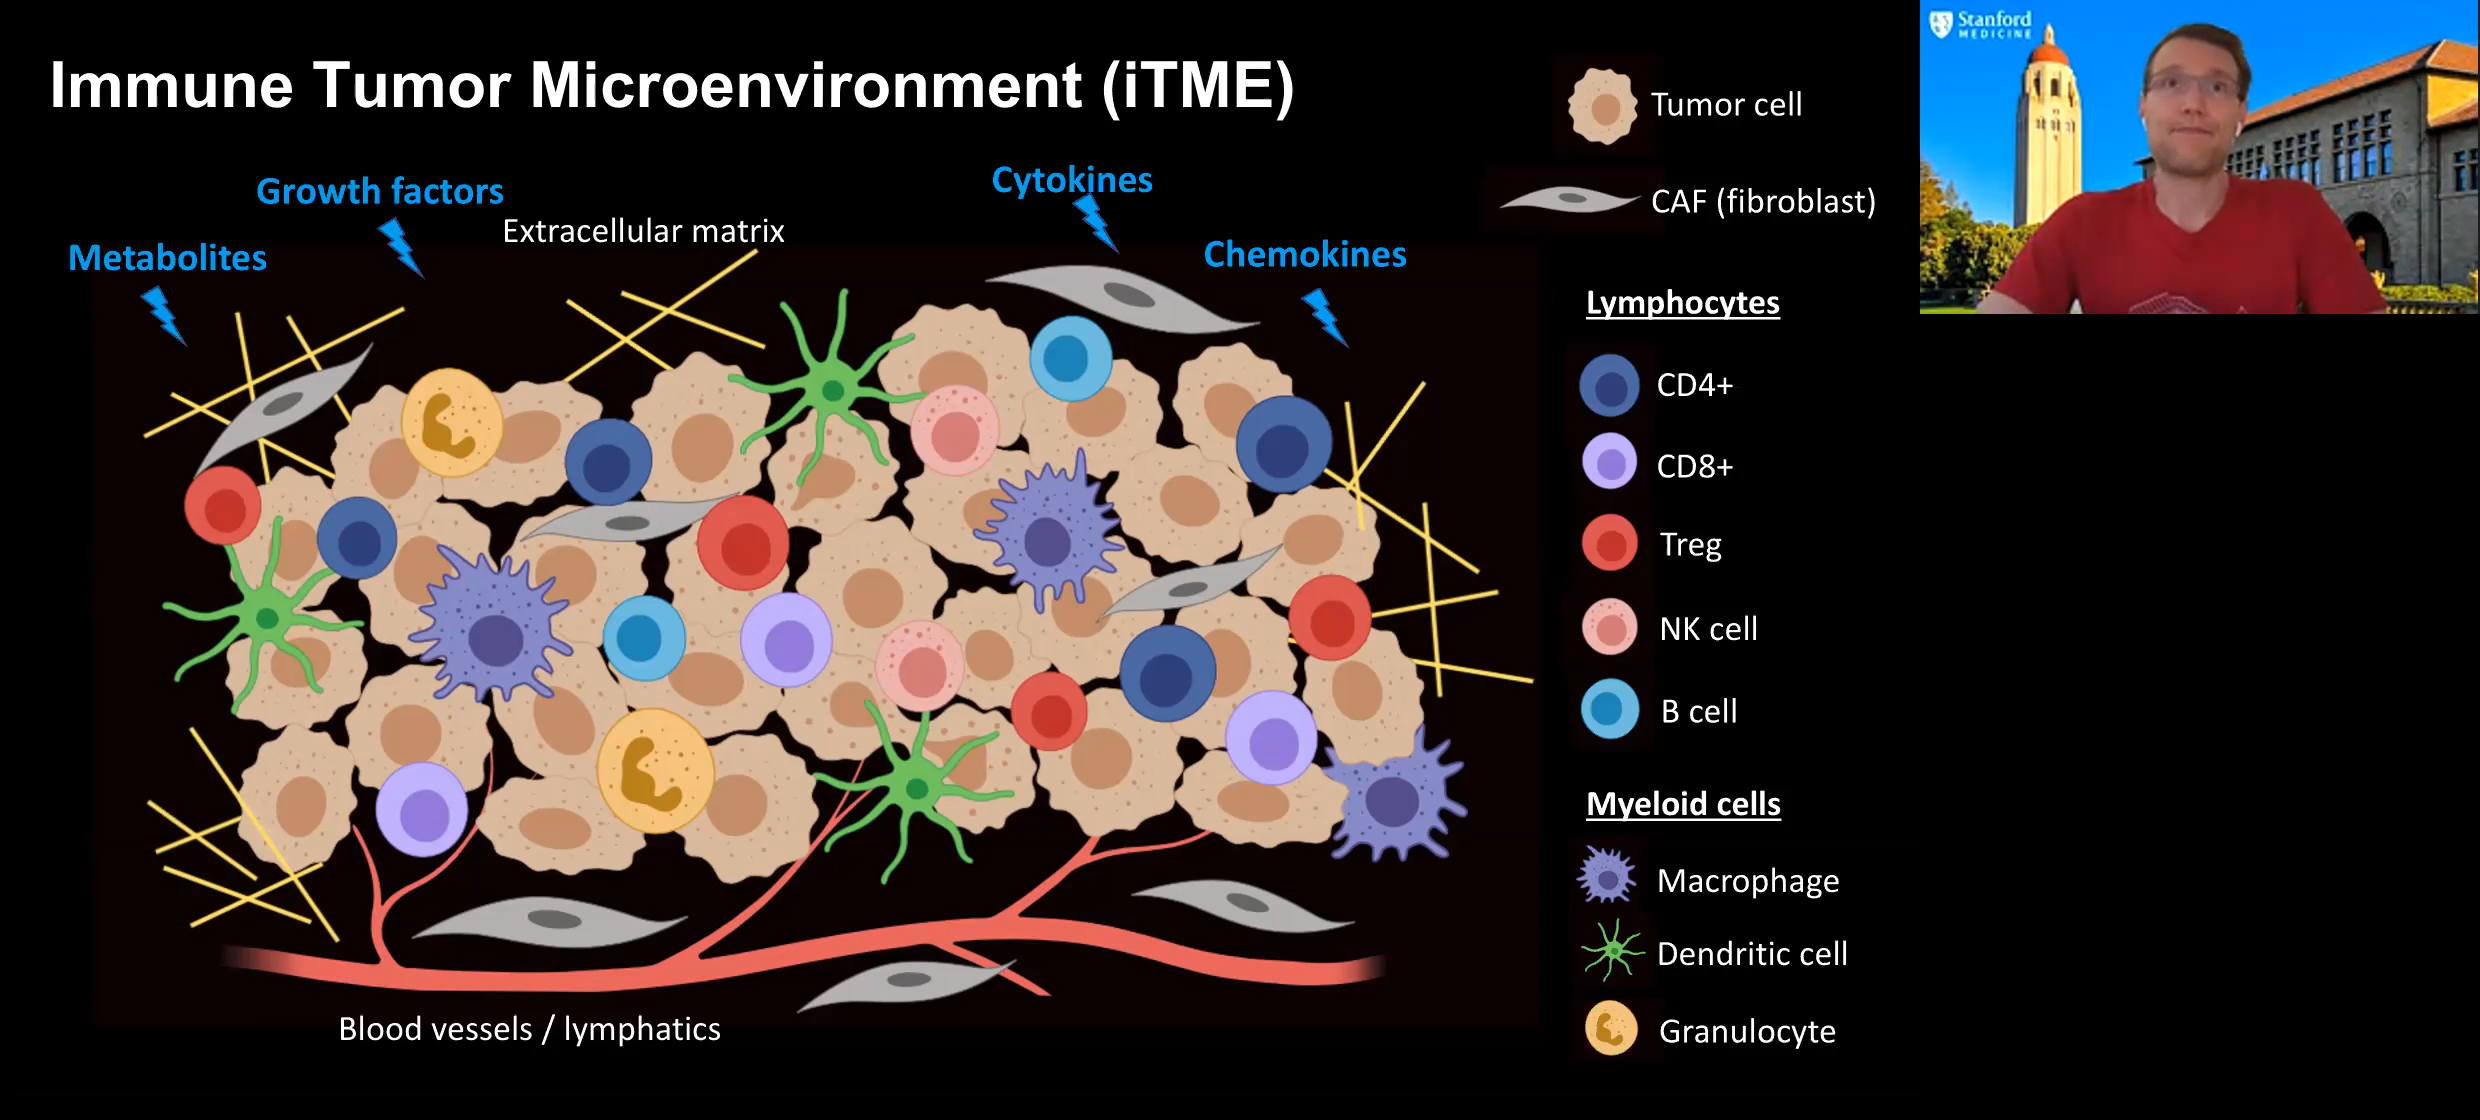 Immune Tumor Microenvironment (iTME)
Metabolites
Growth factors
Extracellular matrix
Cytokines
Chemokines
Blood vessels / lymphatics
Tumor cell
CAF (fibroblast)
Lymphocytes
CD4+
CD8+
Treg
NK cell
B cell
Myeloid cells
Macrophage
Dendritic cell
Granulocyte
Stanford
MEDICINE